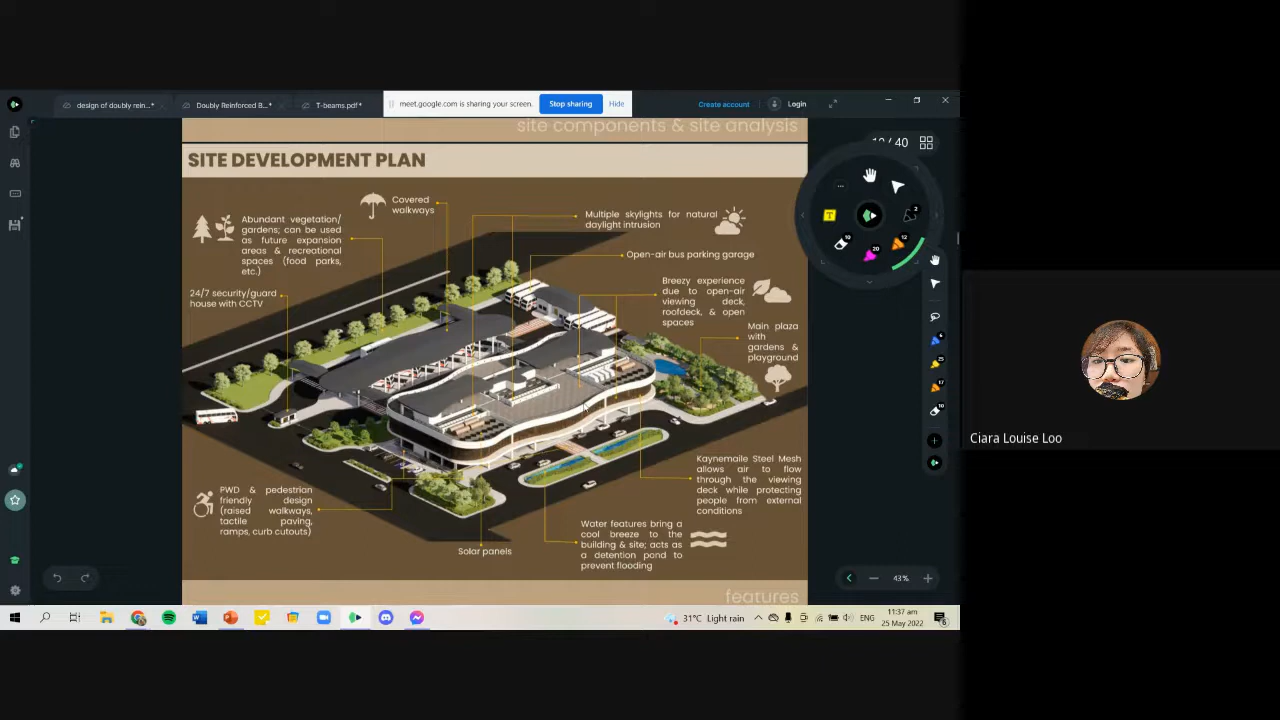 design of doubly rein...*
Doubly Reinforced B...*
T-beams.pdf*
meet.google.com is sharing your screen.
Stop sharing
Hide
Create account
Login
site components & site analysis
/ 40
SITE DEVELOPMENT PLAN
Covered
walkways
Abundant vegetation/
gardens; can be used
as future expansion
areas & recreational
spaces (food parks,
etc.)
Multiple skylights for natural
daylight intrusion
Open-air bus parking garage
Breezy experience
due to open-air
viewing deck,
roofdeck, & open
spaces
24/7 security/guard
house with CCTV
Main plaza
with
gardens &
playground
Kaynemaile Steel Mesh
allows air to flow
through the viewing
deck while protecting
people from external
conditions
PWD & pedestrian
friendly design
(raised walkways,
tactile paving,
ramps, curb cutouts)
Water features bring a
cool breeze to the
building & site; acts as
a detention pond to
prevent flooding
Solar panels
features
43%
Ciara Louise Loo
31°C Light rain
ENG
11:37 am
25 May 2022